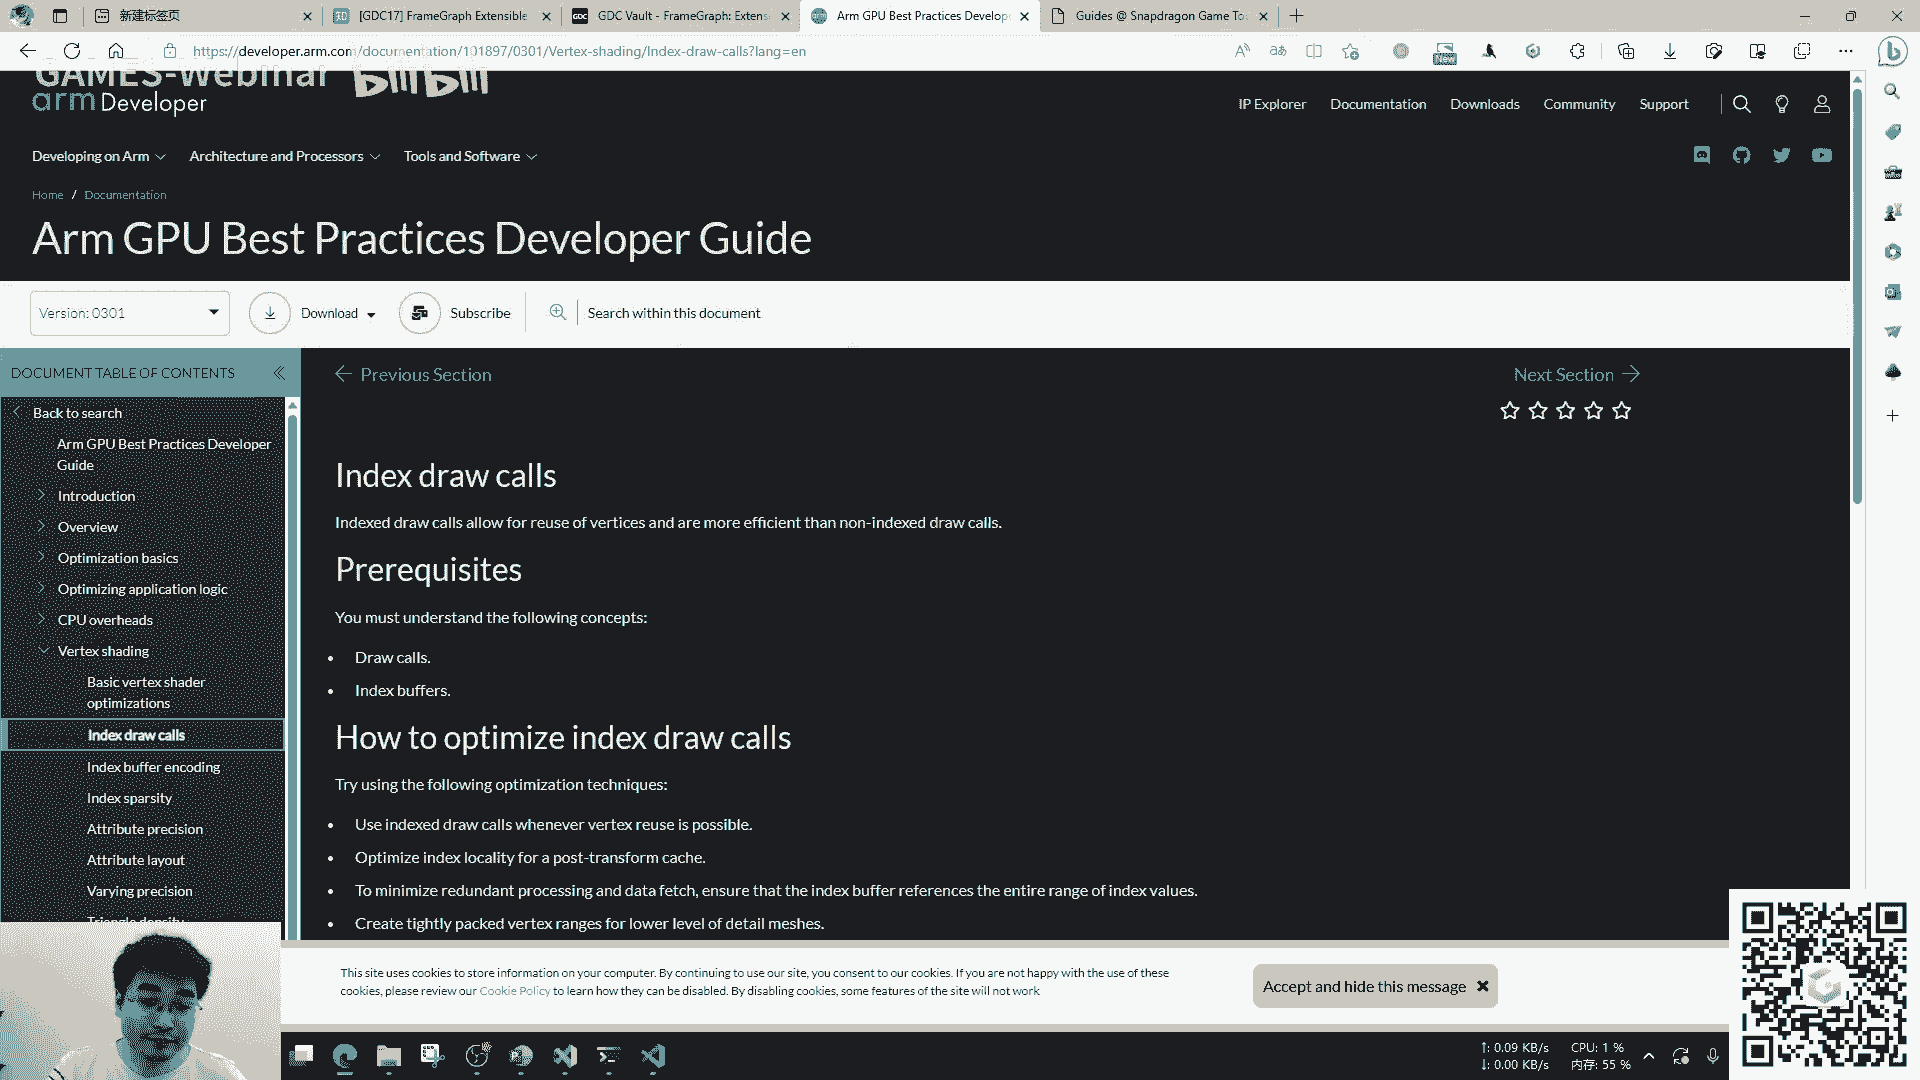 新建标签页
[GDC17] FrameGraph Extensible
GDC Vault - FrameGraph: Extens
Arm GPU Best Practices Develop
Guides @ Snapdragon Game To
https://developer.arm.com/documentation/101897/0301/Vertex-shading/Index-draw-calls?lang=en
New
GAMES-Webinar bilibili
arm Developer
IP Explorer
Documentation
Downloads
Community
Support
Developing on Arm
Architecture and Processors
Tools and Software
Home / Documentation
Arm GPU Best Practices Developer Guide
Version: 0301
Download
Subscribe
Search within this document
DOCUMENT TABLE OF CONTENTS
Previous Section
Next Section
Back to search
Arm GPU Best Practices Developer
Guide
Introduction
Overview
Optimization basics
Optimizing application logic
CPU overheads
Vertex shading
Basic vertex shader
optimizations
Index draw calls
Index buffer encoding
Index sparsity
Attribute precision
Attribute layout
Varying precision
Triangle density
Index draw calls
Indexed draw calls allow for reuse of vertices and are more efficient than non-indexed draw calls.
Prerequisites
You must understand the following concepts:
• Draw calls.
• Index buffers.
How to optimize index draw calls
Try using the following optimization techniques:
• Use indexed draw calls whenever vertex reuse is possible.
• Optimize index locality for a post-transform cache.
• To minimize redundant processing and data fetch, ensure that the index buffer references the entire range of index values.
• Create tightly packed vertex ranges for lower level of detail meshes.
This site uses cookies to store information on your computer. By continuing to use our site, you consent to our cookies. If you are not happy with the use of these
cookies, please review our Cookie Policy to learn how they can be disabled. By disabling cookies, some features of the site will not work
Accept and hide this message
↑: 0.09 KB/s
↓: 0.00 KB/s
CPU: 1 %
内存: 55 %